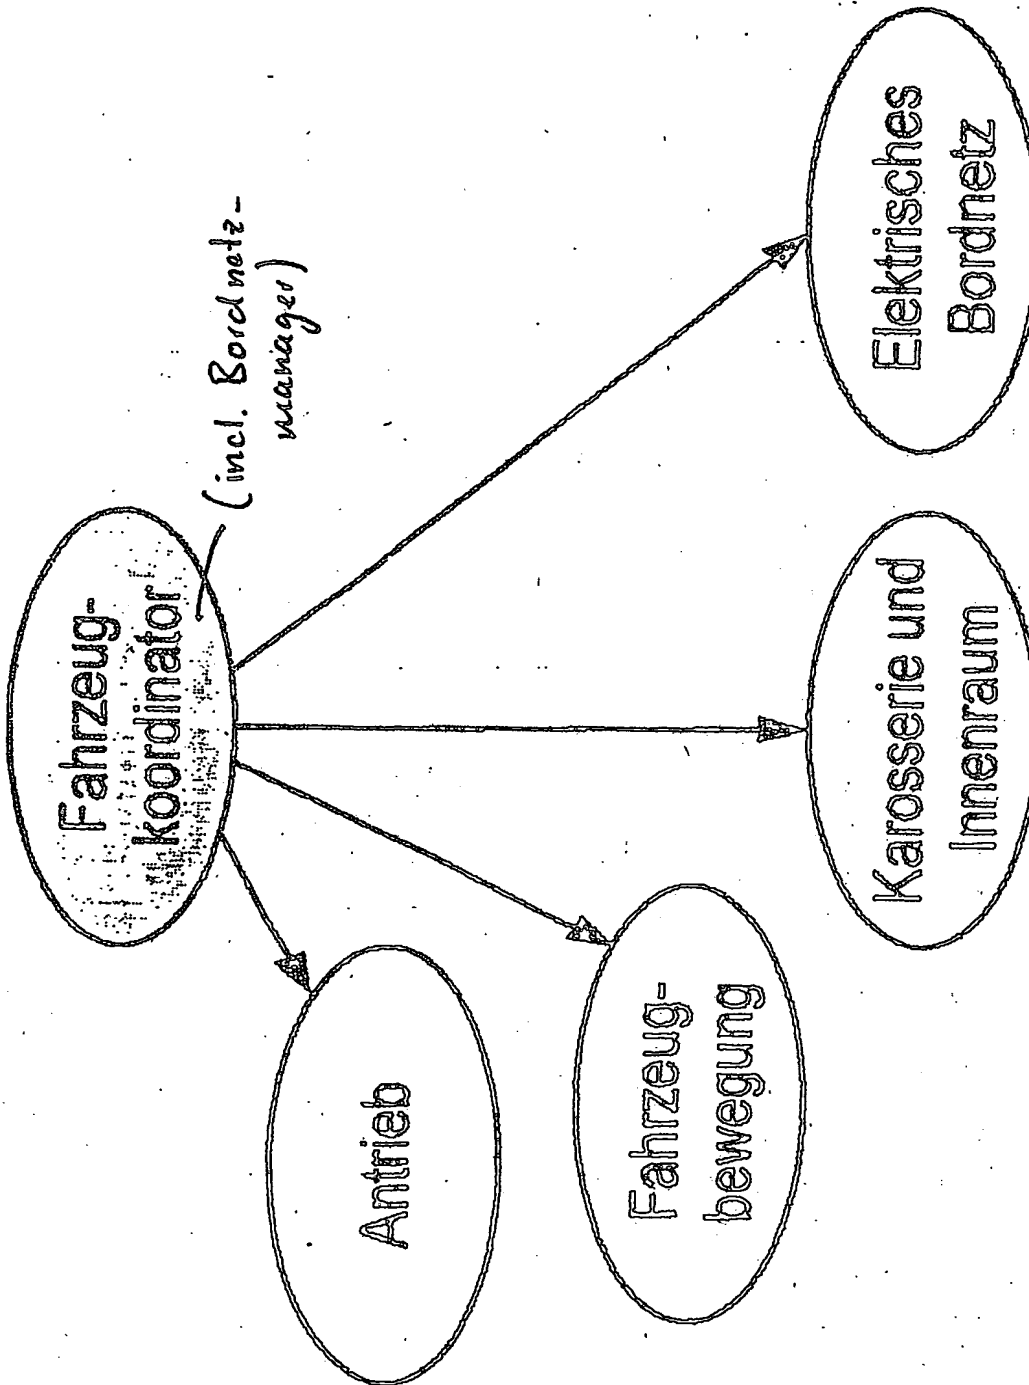 Fahrzeug-
koordinator
(incl. Bordnetz-
manager)
Antrieb
Fahrzeug-
bewegung
Karosserie und
Innenraum
Elektrisches
Bordnetz